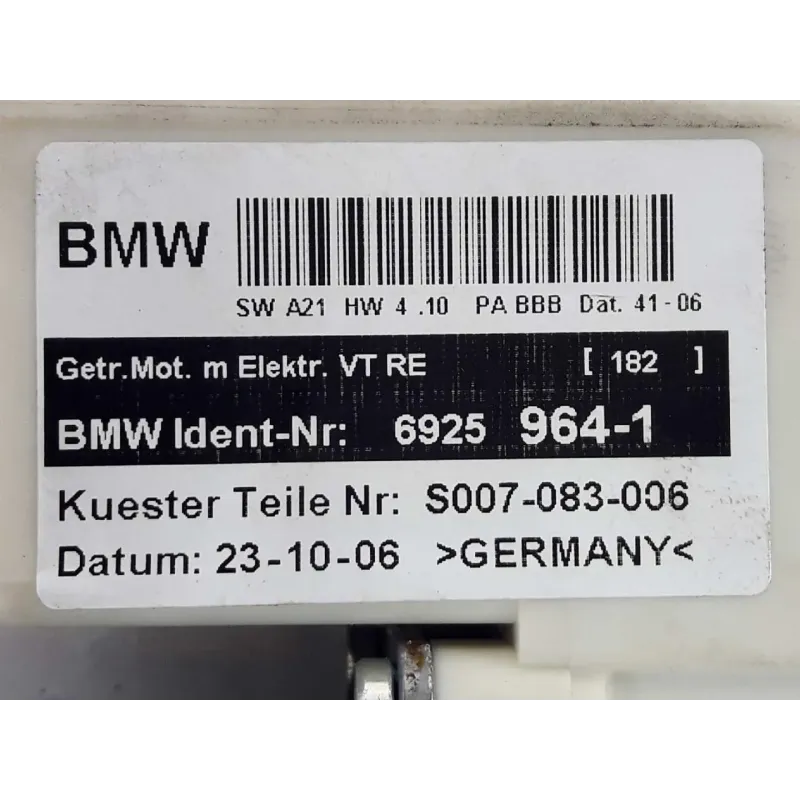 BMW
SW A21 HW 4 .10 PA BBB Dat. 41-06
Getr.Mot. m Elektr. VT RE [ 182 ]
BMW Ident-Nr: 6925 964-1
Kuester Teile Nr: S007-083-006
Datum: 23-10-06 >GERMANY<